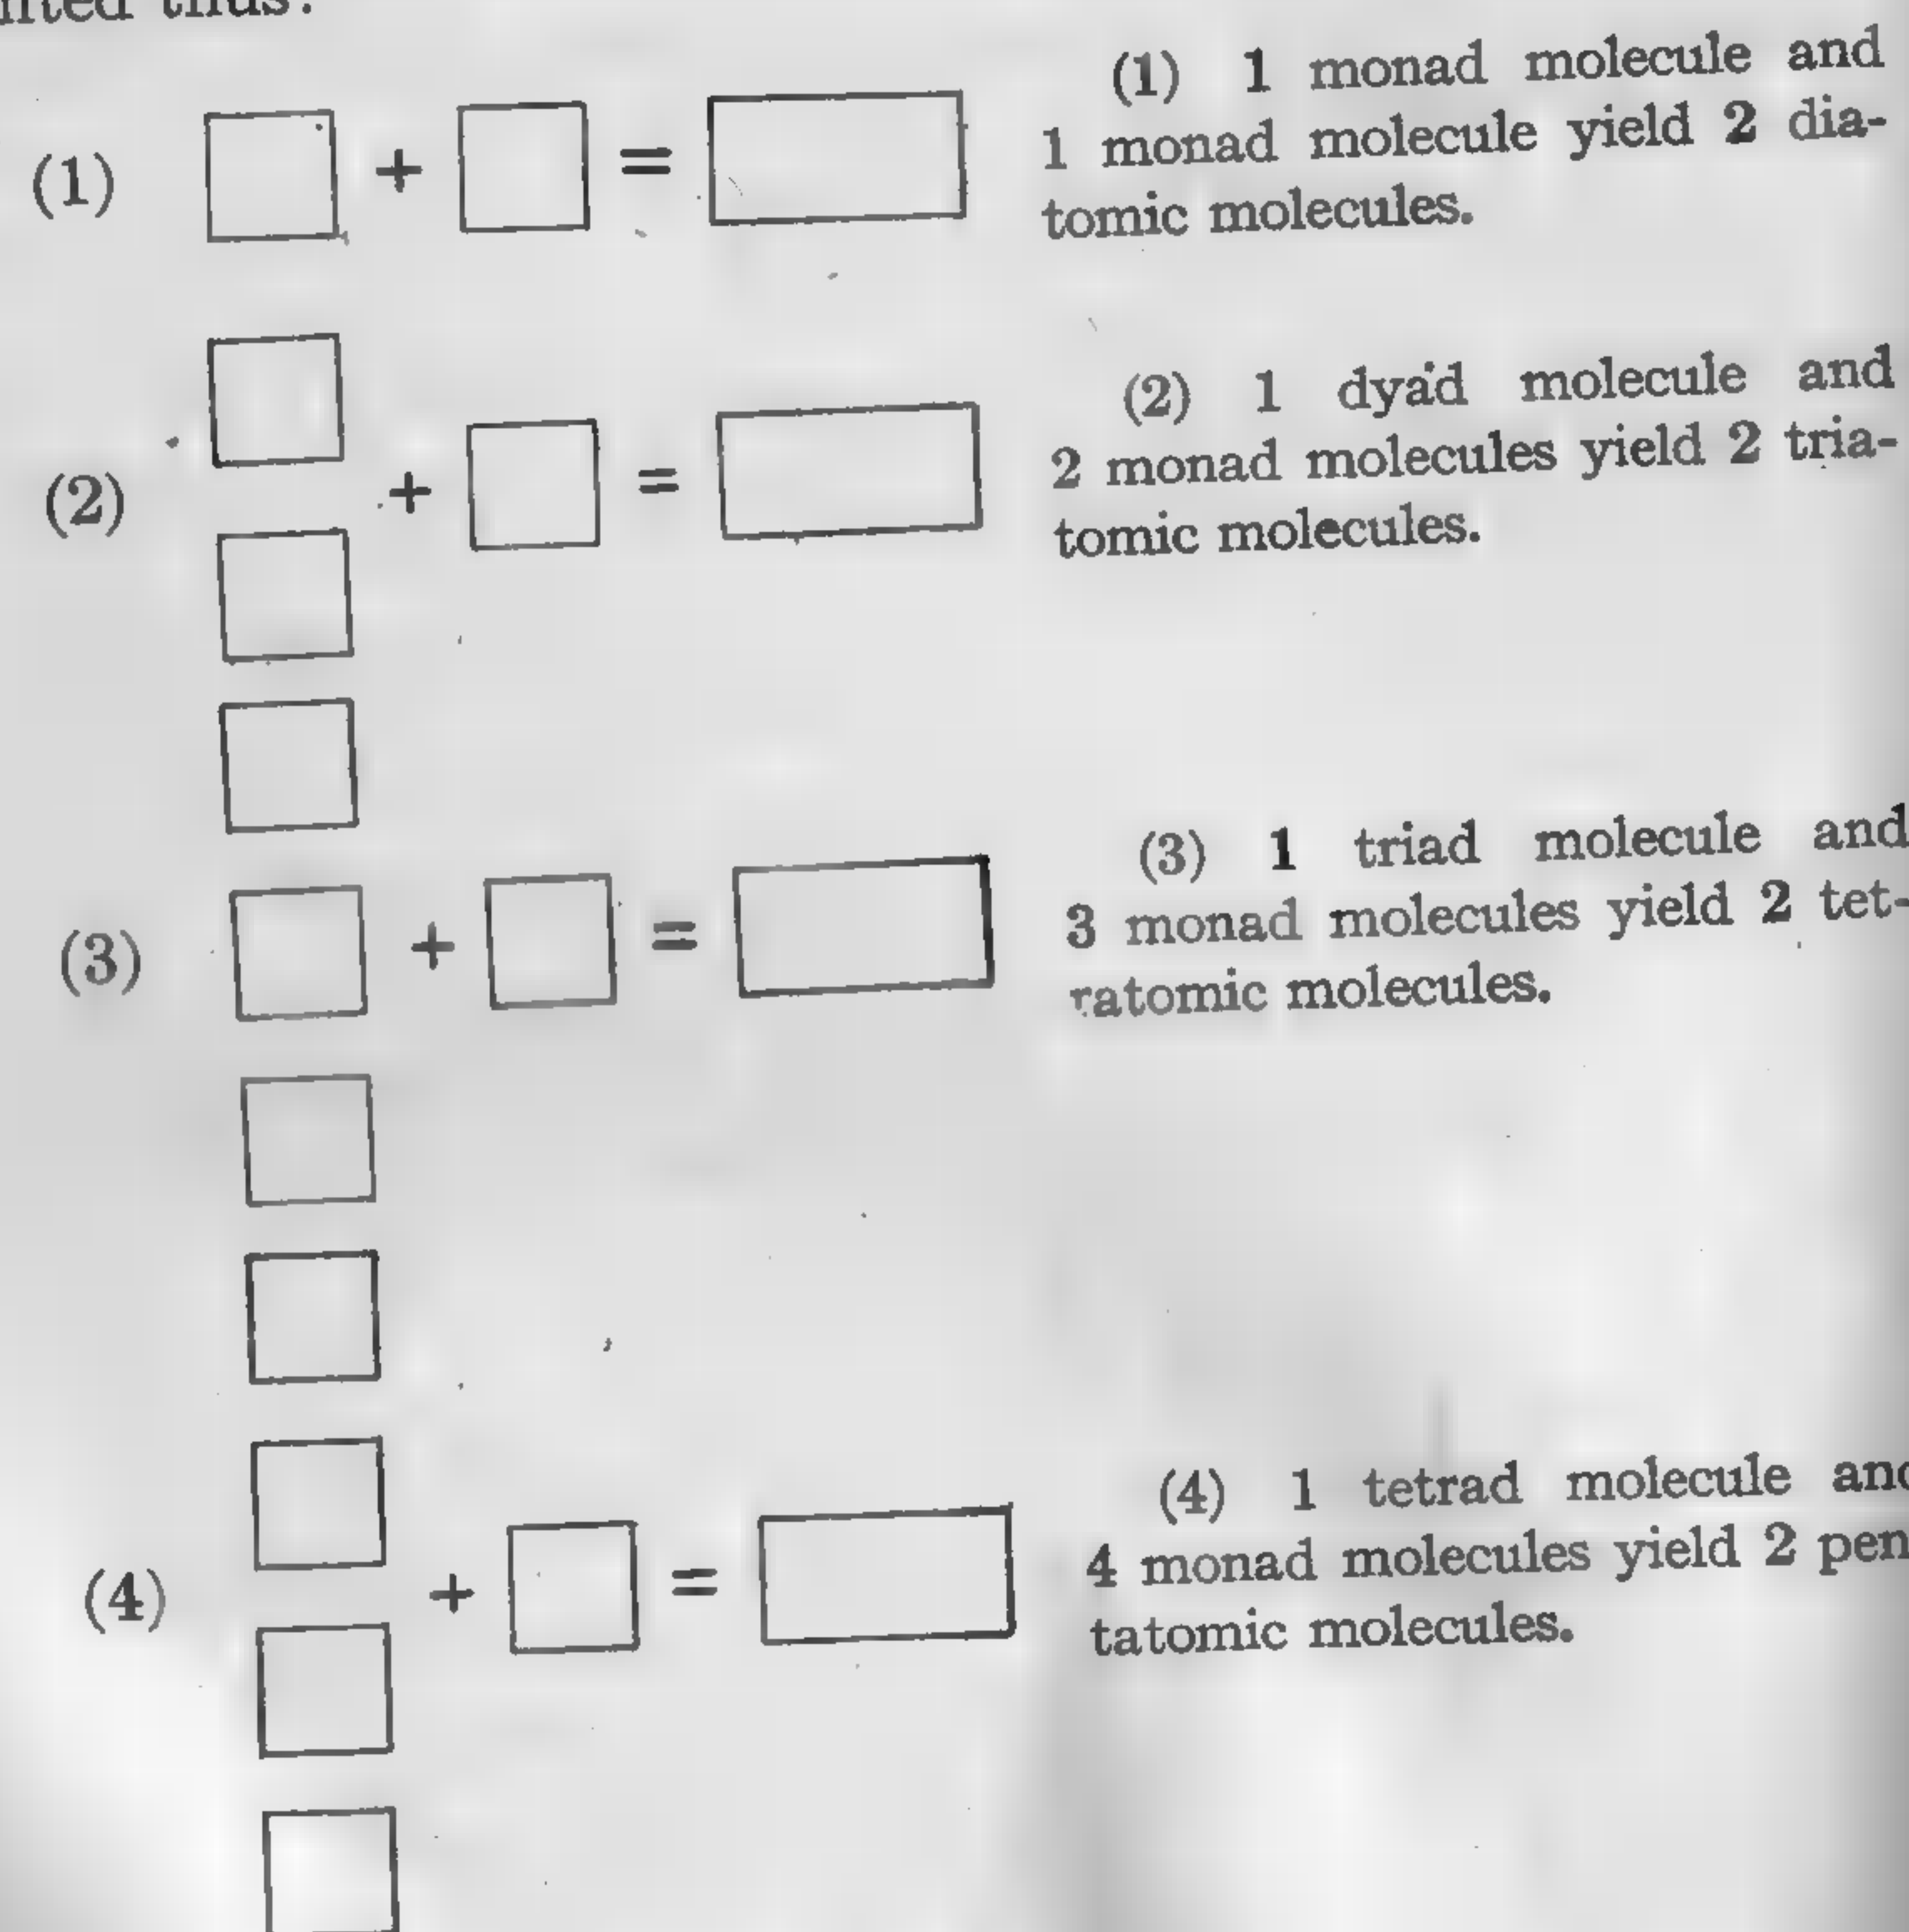 thus:
(1) + =
(1) 1 monad molecule and
1 monad molecule yield 2 dia-
tomic molecules.
(2) + =
(2) 1 dyad molecule and
2 monad molecules yield 2 tria-
tomic molecules.
(3) + =
(3) 1 triad molecule and
3 monad molecules yield 2 tet-
ratomic molecules.
(4) + =
(4) 1 tetrad molecule and
4 monad molecules yield 2 pen
tatomic molecules.